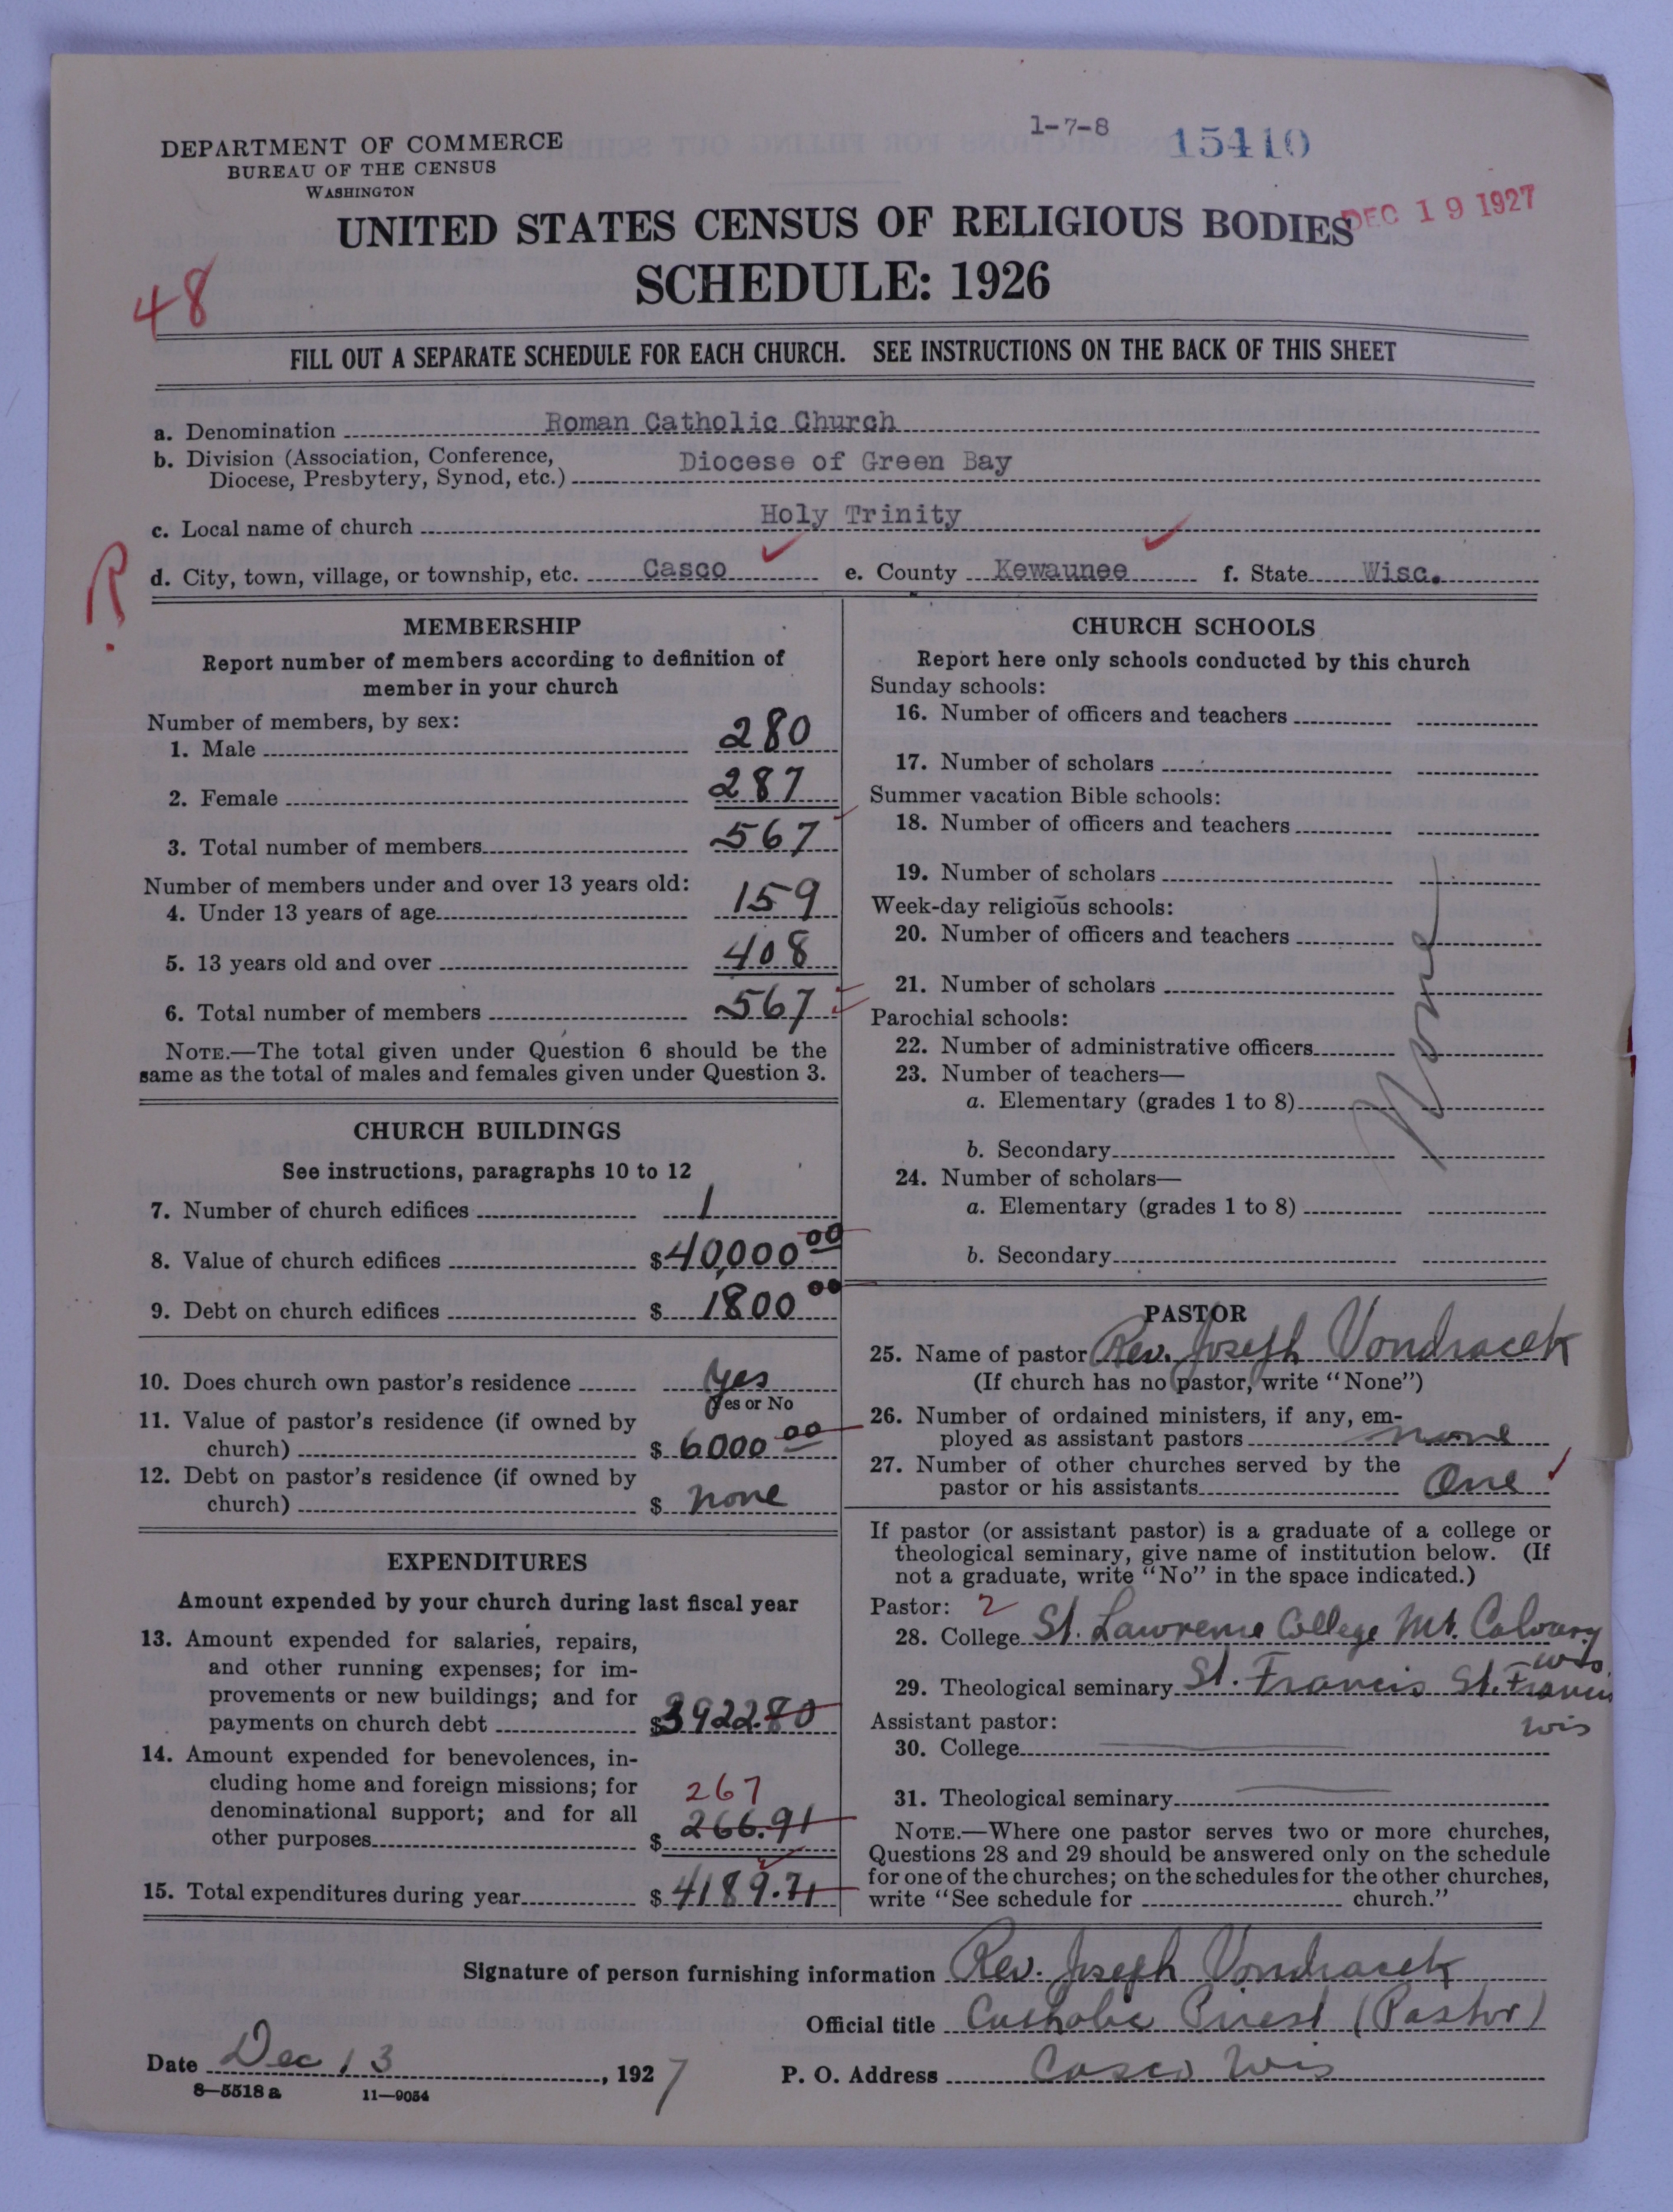 1-7-8 15410
DEPARTMENT OF COMMERCE
BUREAU OF THE CENSUS
WASHINGTON
DEC 19 1927
UNITED STATES CENSUS OF RELIGIOUS BODIES
SCHEDULE: 1926
48
FILL OUT A SEPARATE SCHEDULE FOR EACH CHURCH. SEE INSTRUCTIONS ON THE BACK OF THIS SHEET
a. Denomination Roman Catholic Church
b. Division (Association, Conference,
Diocese, Presbytery, Synod, etc.) Diocese of Green Bay
c. Local name of church Holy Trinity
R.
d. City, town, village, or township, etc. Casco e. County Kewaunee f. State Wisc.
MEMBERSHIP
Report number of members according to definition of
member in your church
Number of members, by sex:
1. Male 280
2. Female 287
3. Total number of members 567
Number of members under and over 13 years old:
4. Under 13 years of age 159
5. 13 years old and over 408
6. Total number of members 567
NOTE.—The total given under Question 6 should be the
same as the total of males and females given under Question 3.
CHURCH BUILDINGS
See instructions, paragraphs 10 to 12
7. Number of church edifices 1
8. Value of church edifices $ 40,000 00
9. Debt on church edifices $ 1800 00
10. Does church own pastor's residence Yes
Yes or No
11. Value of pastor's residence (if owned by
church) $ 6000 00
12. Debt on pastor's residence (if owned by
church) $ none
EXPENDITURES
Amount expended by your church during last fiscal year
13. Amount expended for salaries, repairs,
and other running expenses; for im-
provements or new buildings; and for
payments on church debt $ 3922.80
14. Amount expended for benevolences, in-
cluding home and foreign missions; for 267
denominational support; and for all
other purposes $ 266.91
15. Total expenditures during year $ 4189.71
CHURCH SCHOOLS
Report here only schools conducted by this church
Sunday schools:
16. Number of officers and teachers
17. Number of scholars
Summer vacation Bible schools:
18. Number of officers and teachers
19. Number of scholars
Week-day religious schools:
20. Number of officers and teachers
21. Number of scholars
None
Parochial schools:
22. Number of administrative officers
23. Number of teachers—
a. Elementary (grades 1 to 8)
b. Secondary
24. Number of scholars—
a. Elementary (grades 1 to 8)
b. Secondary
PASTOR
25. Name of pastor Rev. Joseph Vondracek
(If church has no pastor, write "None")
26. Number of ordained ministers, if any, em-
ployed as assistant pastors none
27. Number of other churches served by the
pastor or his assistants One
If pastor (or assistant pastor) is a graduate of a college or
theological seminary, give name of institution below. (If
not a graduate, write "No" in the space indicated.)
Pastor: 2
28. College St. Lawrence College Mt. Calvary
Wis.
29. Theological seminary St. Francis St. Francis
Wis
Assistant pastor:
30. College
31. Theological seminary
NOTE.—Where one pastor serves two or more churches,
Questions 28 and 29 should be answered only on the schedule
for one of the churches; on the schedules for the other churches,
write "See schedule for church."
Signature of person furnishing information Rev. Joseph Vondracek
Official title Catholic Priest (Pastor)
Date Dec 13, 1927 P. O. Address Casco Wis
8—5518a 11—9054